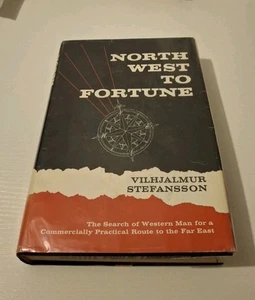 NORTH
WEST
TO
FORTUNE
VILHJALMUR
STEFANSSON
The Search of Western Man for a
Commercially Practical Route to the Far East